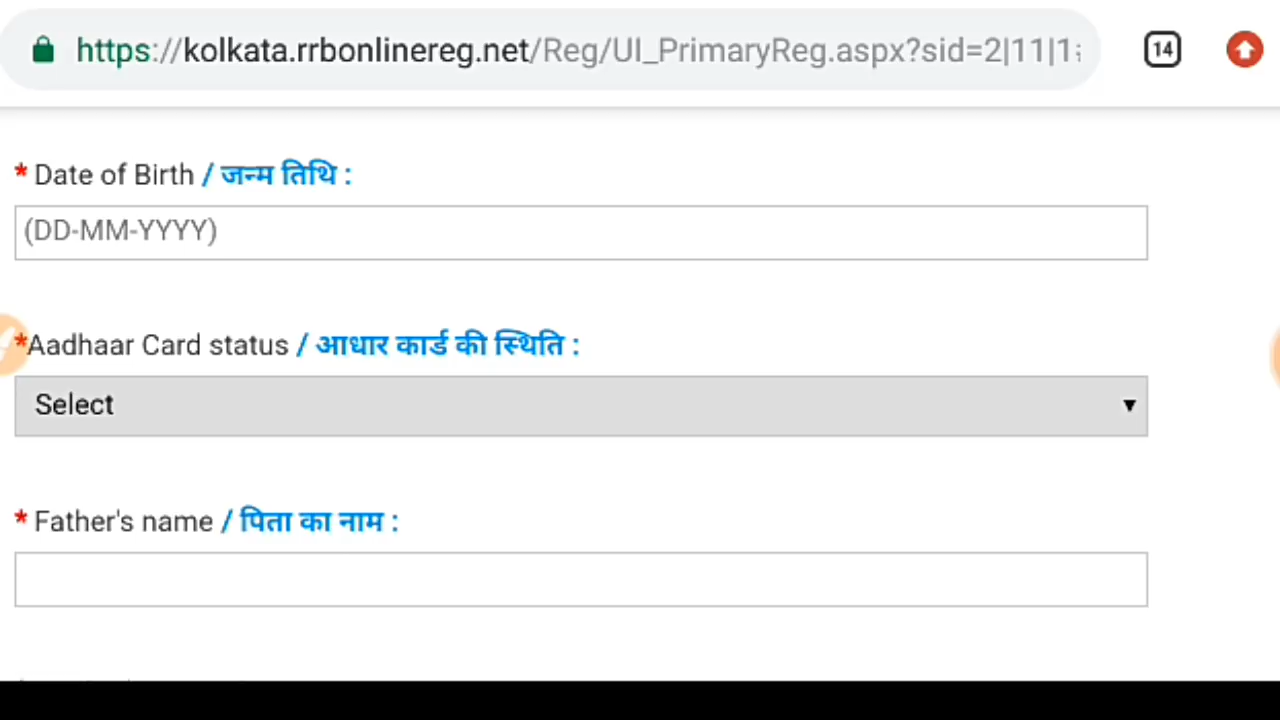 https://kolkata.rrbonlinereg.net/Reg/UI_PrimaryReg.aspx?sid=2|11|1
14
* Date of Birth / जन्म तिथि :
(DD-MM-YYYY)
*Aadhaar Card status / आधार कार्ड की स्थिति :
Select
* Father's name / पिता का नाम :